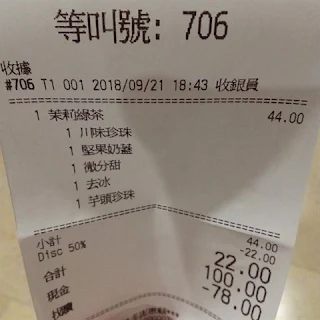 等叫號: 706
收據
#706 T1 001 2018/09/21 18:43 收銀員
1 茉莉綠茶 44.00
1 川味珍珠
1 堅果奶蓋
1 微分甜
1 去冰
1 芋頭珍珠
小計 44.00
Disc 50% -22.00
合計 22.00
現金 100.00
找贖 -78.00